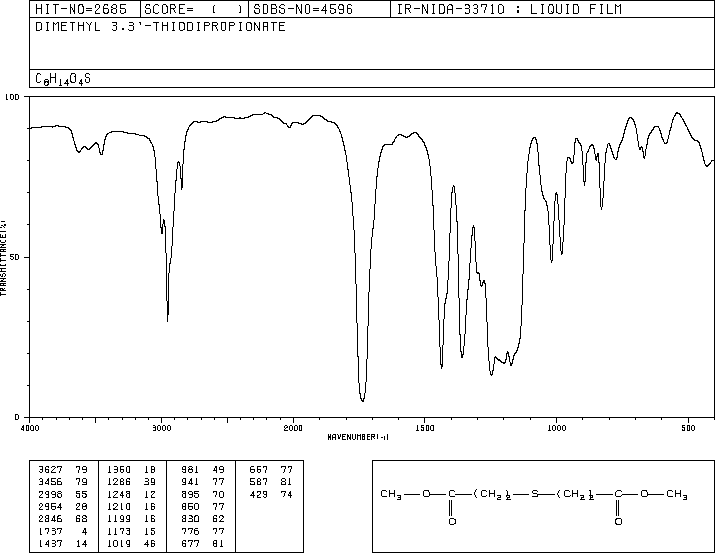 HIT-NO=2685 SCORE= ( ) SDBS-NO=4596 IR-NIDA-33710 : LIQUID FILM
DIMETHYL 3,3'-THIODIPROPIONATE
C8H14O4S
100
50
0
TRANSMITTANCE(%)
4000 3000 2000 1500 1000 500
WAVENUMBER(-1)
3627 79 1360 18 981 49 667 77
3456 79 1286 39 941 77 587 81
2998 55 1248 12 895 70 429 74
2954 28 1210 16 850 77
2846 68 1199 16 830 62
1737 4 1173 15 776 77
1437 14 1019 46 677 81
CH3—O—C—(CH2)2—S—(CH2)2—C—O—CH3
O O